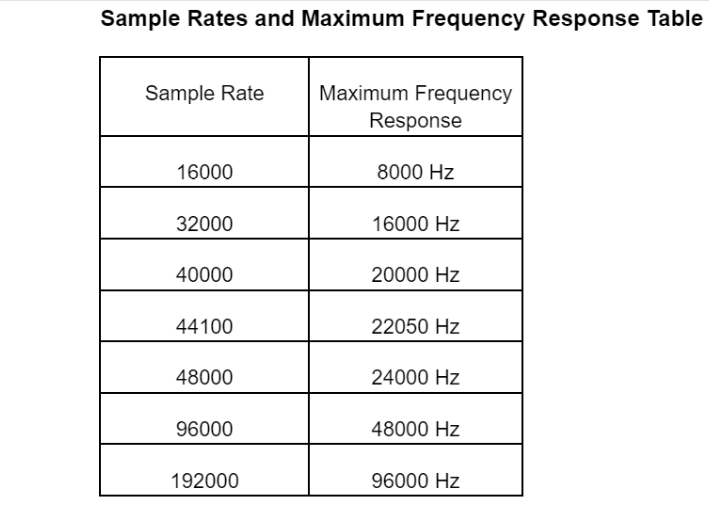 Sample Rates and Maximum Frequency Response Table
Sample Rate
Maximum Frequency
Response
16000
8000 Hz
32000
16000 Hz
40000
20000 Hz
44100
22050 Hz
48000
24000 Hz
96000
48000 Hz
192000
96000 Hz